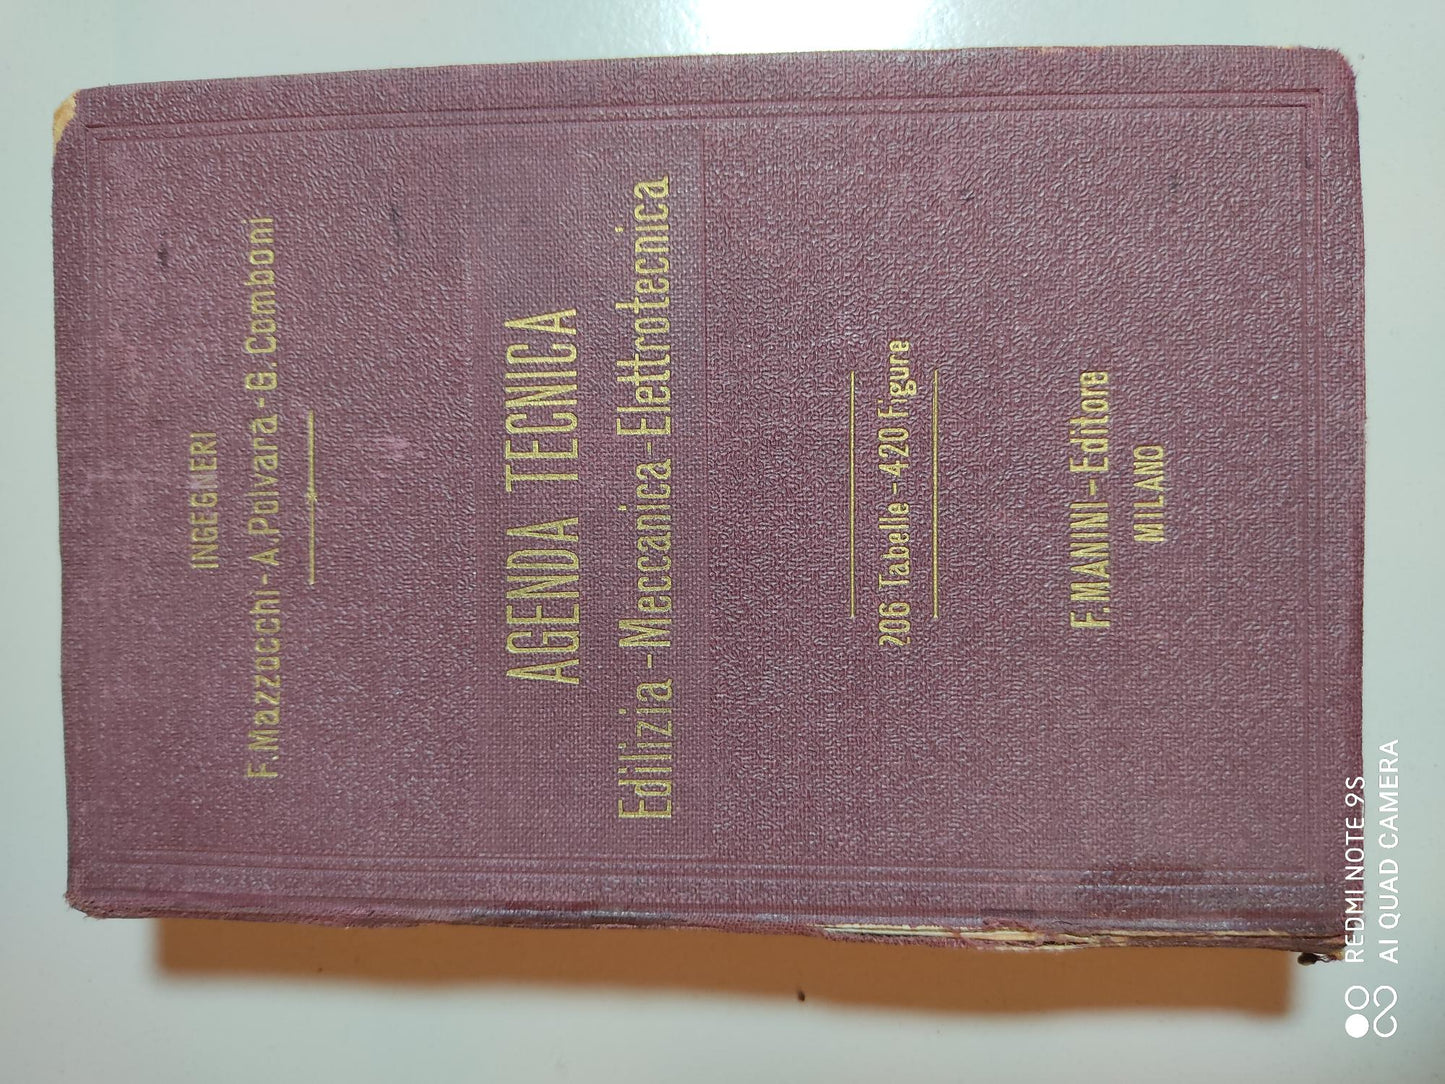 INGEGNERI
F. Mazzocchi - A. Pulvara - G. Comboni
AGENDA TECNICA
Edilizia - Meccanica - Elettrotecnica
206 Tabelle - 420 Figure
F. MANINI - Editore
MILANO
REDMI NOTE 9S
AI QUAD CAMERA